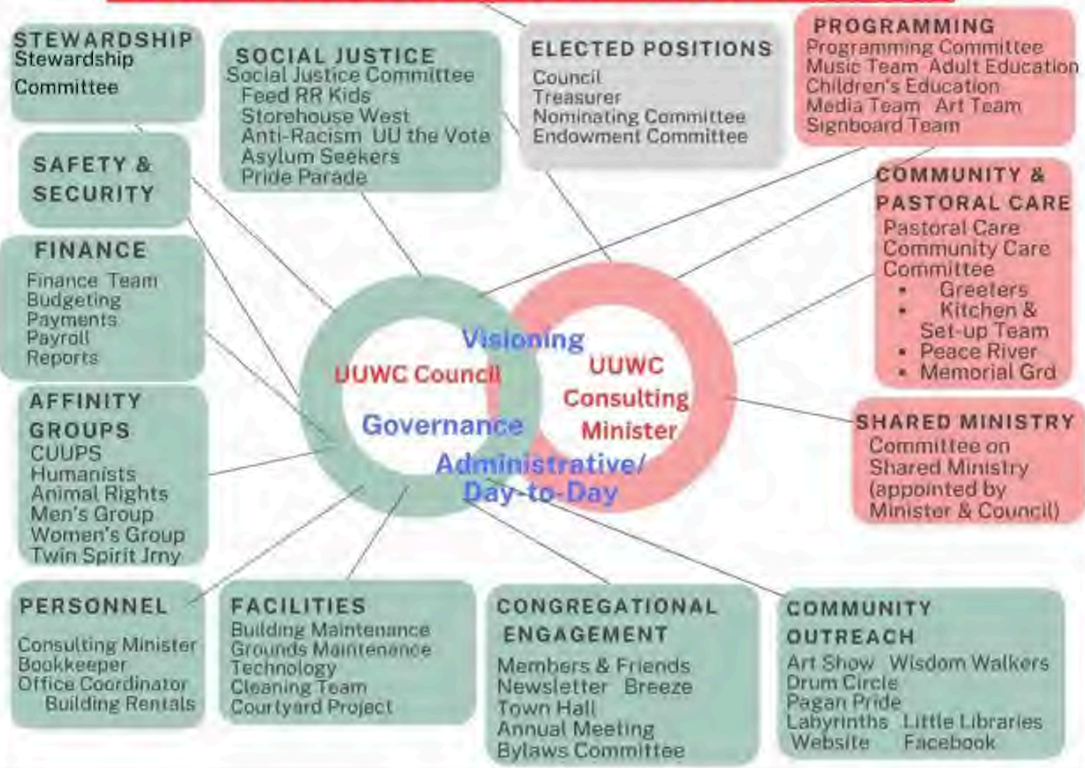 STEWARDSHIP
Stewardship
Committee
SOCIAL JUSTICE
Social Justice Committee
Feed RR Kids
Storehouse West
Anti-Racism UU the Vote
Asylum Seekers
Pride Parade
ELECTED POSITIONS
Council
Treasurer
Nominating Committee
Endowment Committee
PROGRAMMING
Programming Committee
Music Team Adult Education
Children's Education
Media Team Art Team
Signboard Team
SAFETY &
SECURITY
COMMUNITY &
PASTORAL CARE
Pastoral Care
Community Care
Committee
• Greeters
• Kitchen &
Set-up Team
• Peace River
• Memorial Grd
FINANCE
Finance Team
Budgeting
Payments
Payroll
Reports
Visioning
UUWC Council
Governance
Administrative/
Day-to-Day
UUWC
Consulting
Minister
AFFINITY
GROUPS
CUUPS
Humanists
Animal Rights
Men's Group
Women's Group
Twin Spirit Jrny
SHARED MINISTRY
Committee on
Shared Ministry
(appointed by
Minister & Council)
PERSONNEL
Consulting Minister
Bookkeeper
Office Coordinator
Building Rentals
FACILITIES
Building Maintenance
Grounds Maintenance
Technology
Cleaning Team
Courtyard Project
CONGREGATIONAL
ENGAGEMENT
Members & Friends
Newsletter Breeze
Town Hall
Annual Meeting
Bylaws Committee
COMMUNITY
OUTREACH
Art Show Wisdom Walkers
Drum Circle
Pagan Pride
Labyrinths Little Libraries
Website Facebook